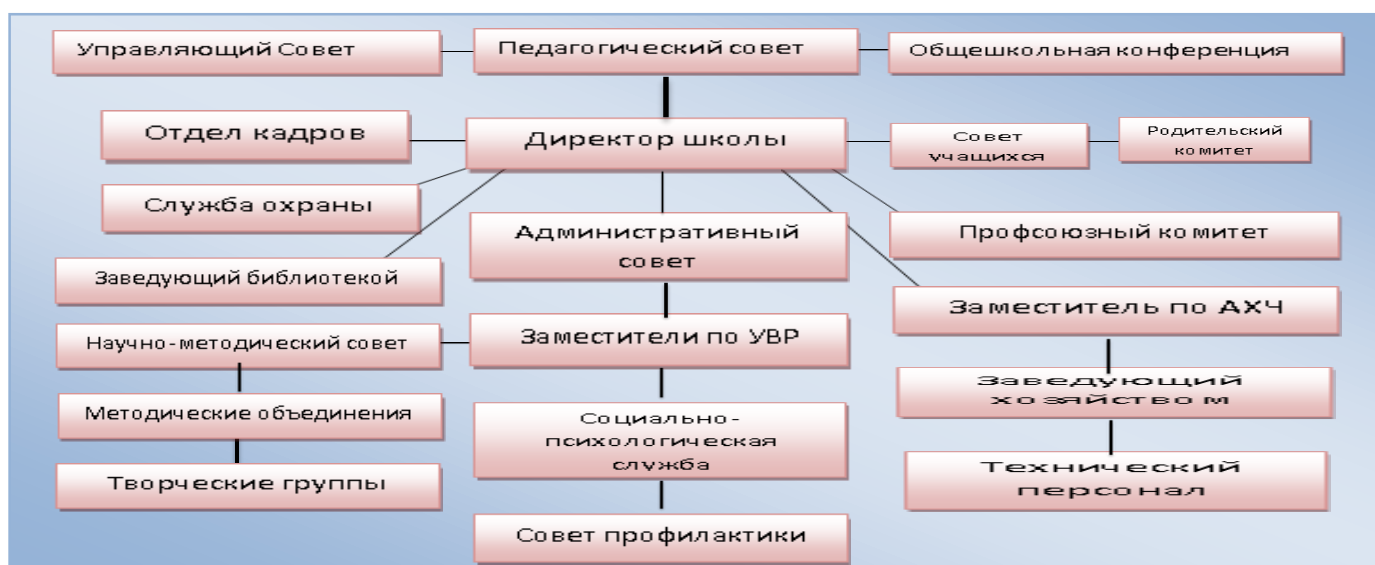 Управляющий Совет
Педагогический совет
Общешкольная конференция
Отдел кадров
Директор школы
Совет
учащихся
Родительский
комитет
Служба охраны
Административный
совет
Профсоюзный комитет
Заведующий библиотекой
Заместитель по АХЧ
Научно-методический совет
Заместители по УВР
Заведующий
хозяйством
Методические объединения
Социально-
психологическая
служба
Технический
персонал
Творческие группы
Совет профилактики